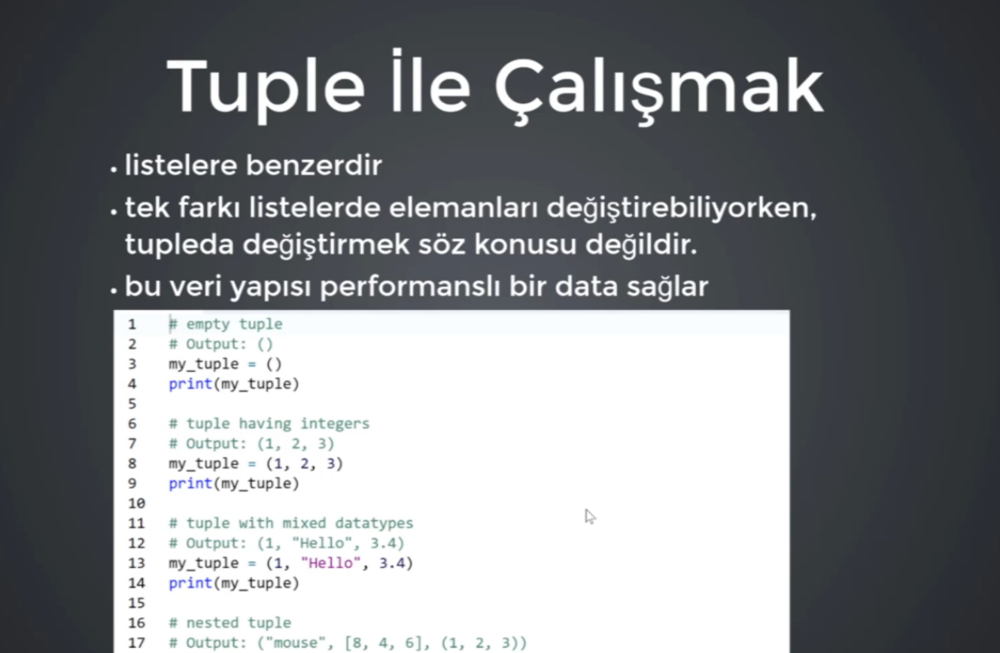 Tuple İle Çalışmak
. listelere benzerdir
. tek farkı listelerde elemanları değiştirebiliyorken,
tupleda değiştirmek söz konusu değildir.
. bu veri yapısı performanslı bir data sağlar
1 # empty tuple
2 # Output: ()
3 my_tuple = ()
4 print(my_tuple)
5
6 # tuple having integers
7 # Output: (1, 2, 3)
8 my_tuple = (1, 2, 3)
9 print(my_tuple)
10
11 # tuple with mixed datatypes
12 # Output: (1, "Hello", 3.4)
13 my_tuple = (1, "Hello", 3.4)
14 print(my_tuple)
15
16 # nested tuple
17 # Output: ("mouse", [8, 4, 6], (1, 2, 3))